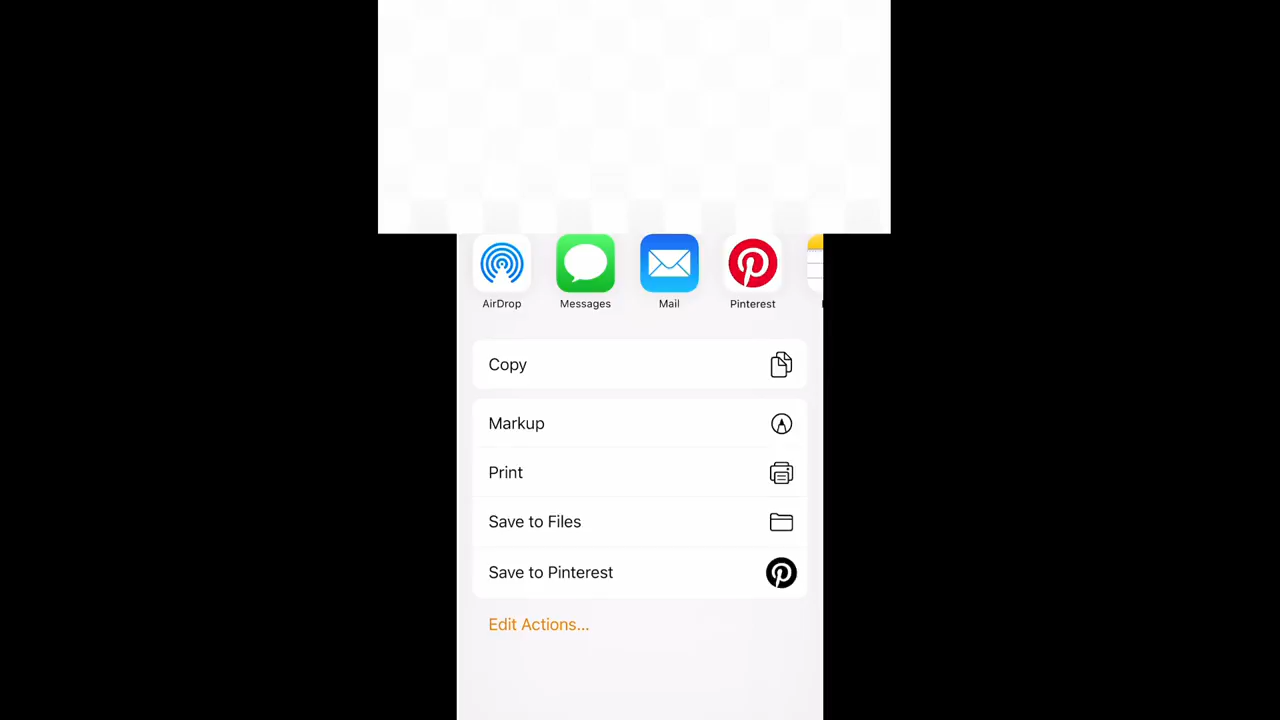 AirDrop
Messages
Mail
Pinterest
Copy
Markup
Print
Save to Files
Save to Pinterest
Edit Actions...